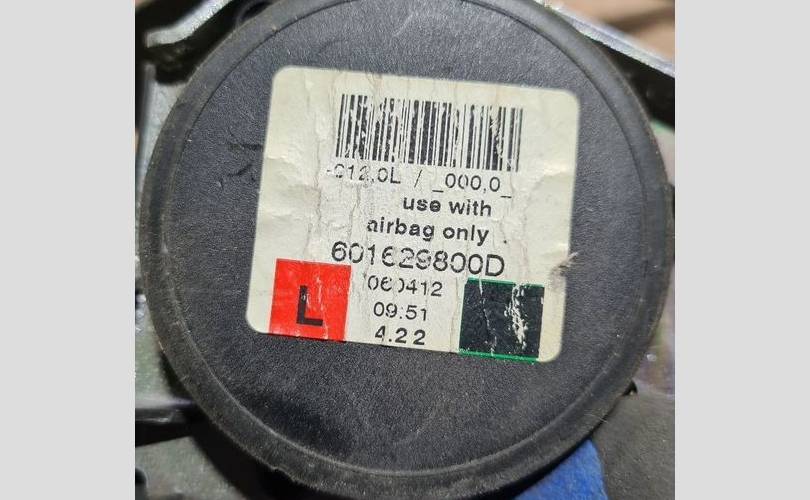 -012,0L / _000,0_
use with
airbag only
601629800D
060412
L
09:51
4.22